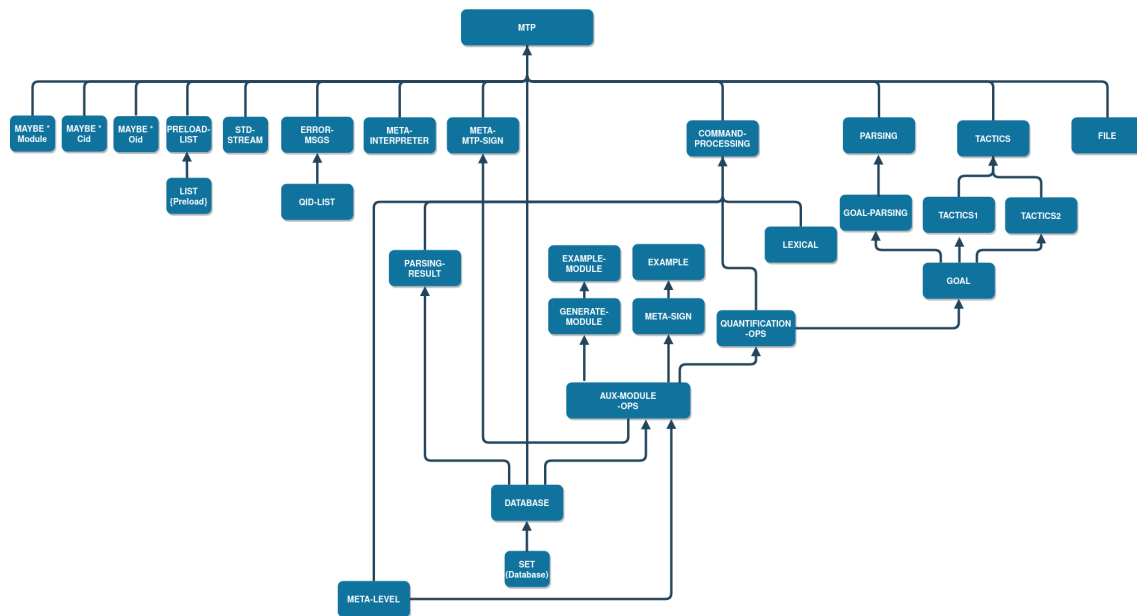 MTP
MAYBE *
Module
MAYBE *
Cid
MAYBE *
Oid
PRELOAD-
LIST
STD-
STREAM
ERROR-
MSGS
META-
INTERPRETER
META-
MTP-SIGN
COMMAND-
PROCESSING
PARSING
TACTICS
FILE
LIST
{Preload}
QID-LIST
GOAL-PARSING
TACTICS1
TACTICS2
LEXICAL
PARSING-
RESULT
EXAMPLE-
MODULE
EXAMPLE
GOAL
GENERATE-
MODULE
META-SIGN
QUANTIFICATION
-OPS
AUX-MODULE
-OPS
DATABASE
SET
(Database)
META-LEVEL